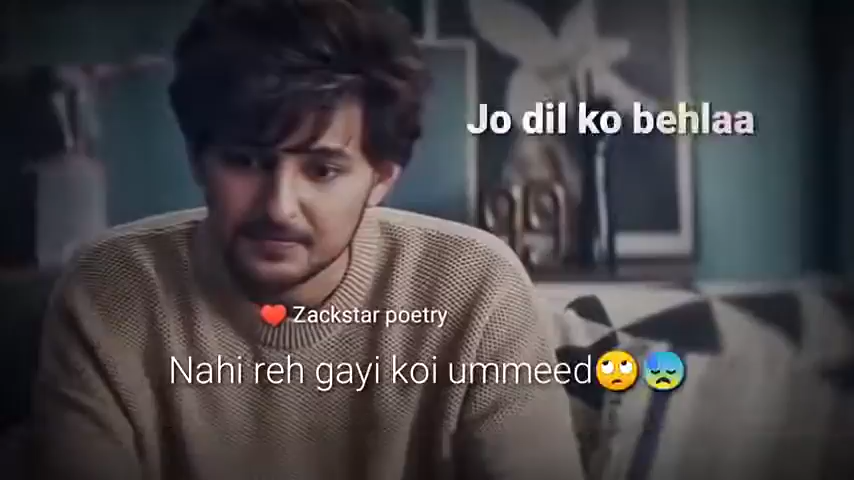 Jo dil ko behlaa
❤️ Zackstar poetry
Nahi reh gayi koi ummeed🙄😰